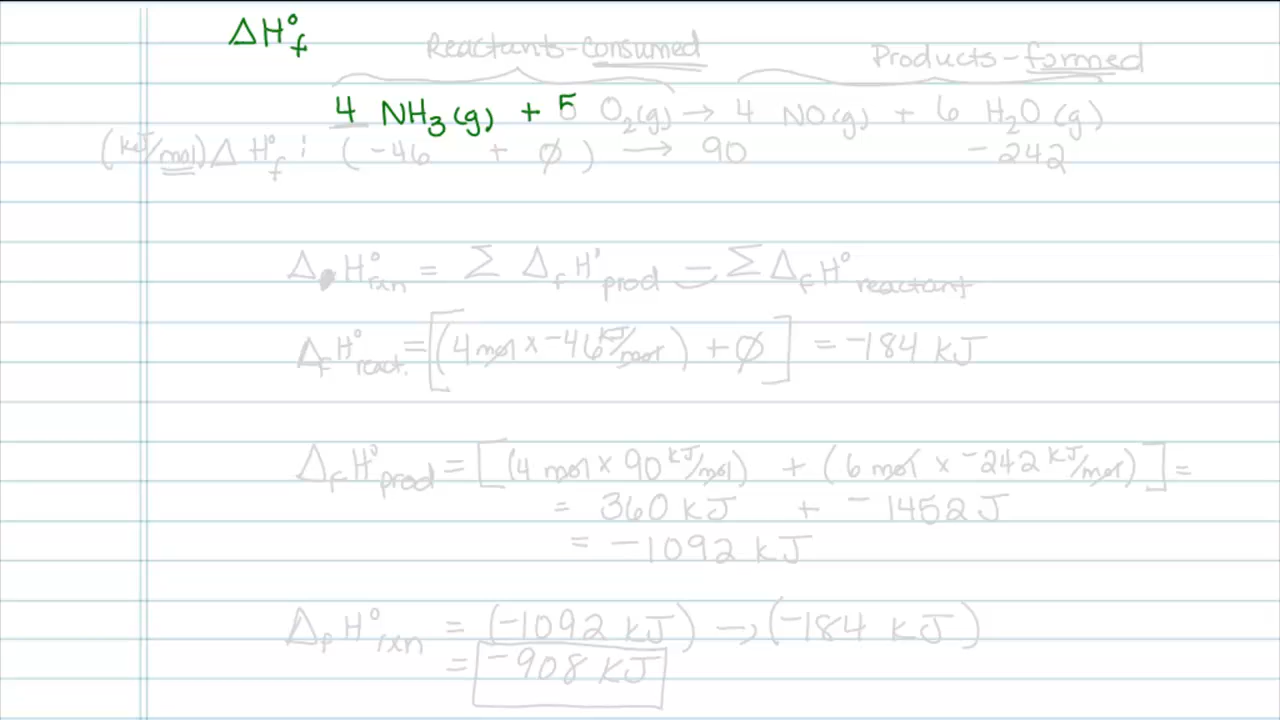 ΔH°f
Reactants-consumed Products-formed
4 NH₃(g) + 5 O₂(g) → 4 NO(g) + 6 H₂O(g)
(kJ/mol) ΔH°f : (-46 + ∅) → 90 -242
Δ H°rxn = Σ ΔfH°prod - Σ ΔfH°reactant
ΔfH°react. = [(4 mol x -46 kJ/mol) + ∅] = -184 kJ
ΔfH°prod = [(4 mol x 90 kJ/mol) + (6 mol x -242 kJ/mol)] =
= 360 kJ + -1452 J
= -1092 kJ
ΔfH°rxn = (-1092 kJ) - (-184 kJ)
= -908 kJ